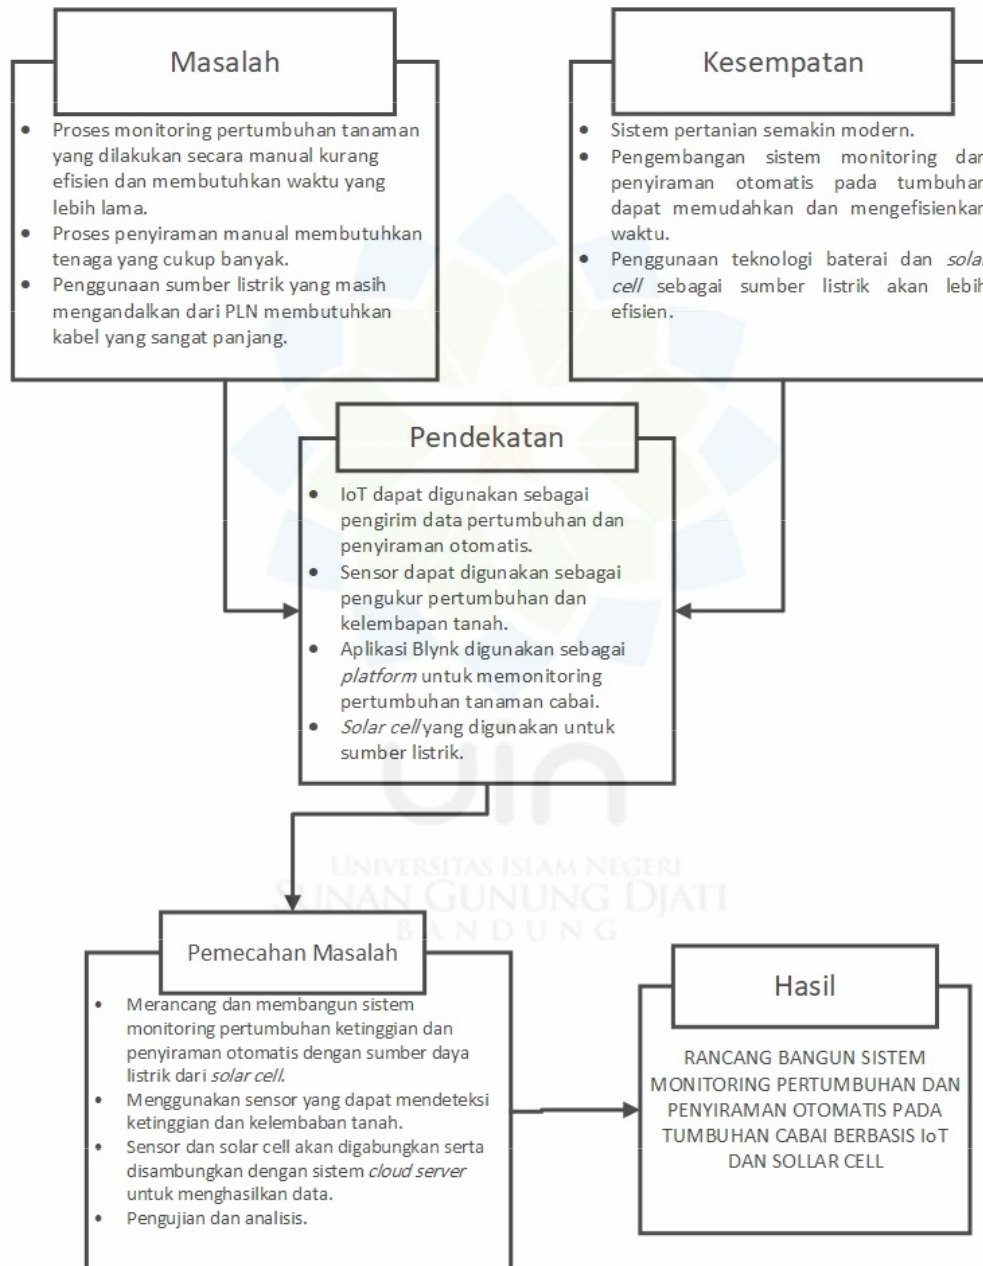 Masalah
• Proses monitoring pertumbuhan tanaman
yang dilakukan secara manual kurang
efisien dan membutuhkan waktu yang
lebih lama.
• Proses penyiraman manual membutuhkan
tenaga yang cukup banyak.
• Penggunaan sumber listrik yang masih
mengandalkan dari PLN membutuhkan
kabel yang sangat panjang.
Kesempatan
• Sistem pertanian semakin modern.
• Pengembangan sistem monitoring dan
penyiraman otomatis pada tumbuhan
dapat memudahkan dan mengefisienkan
waktu.
• Penggunaan teknologi baterai dan solar
cell sebagai sumber listrik akan lebih
efisien.
Pendekatan
• IoT dapat digunakan sebagai
pengirim data pertumbuhan dan
penyiraman otomatis.
• Sensor dapat digunakan sebagai
pengukur pertumbuhan dan
kelembapan tanah.
• Aplikasi Blynk digunakan sebagai
platform untuk memonitoring
pertumbuhan tanaman cabai.
• Solar cell yang digunakan untuk
sumber listrik.
uin
UNIVERSITAS ISLAM NEGERI
SUNAN GUNUNG DJATI
BANDUNG
Pemecahan Masalah
• Merancang dan membangun sistem
monitoring pertumbuhan ketinggian dan
penyiraman otomatis dengan sumber daya
listrik dari solar cell.
• Menggunakan sensor yang dapat mendeteksi
ketinggian dan kelembaban tanah.
• Sensor dan solar cell akan digabungkan serta
disambungkan dengan sistem cloud server
untuk menghasilkan data.
• Pengujian dan analisis.
Hasil
RANCANG BANGUN SISTEM
MONITORING PERTUMBUHAN DAN
PENYIRAMAN OTOMATIS PADA
TUMBUHAN CABAI BERBASIS IoT
DAN SOLLAR CELL